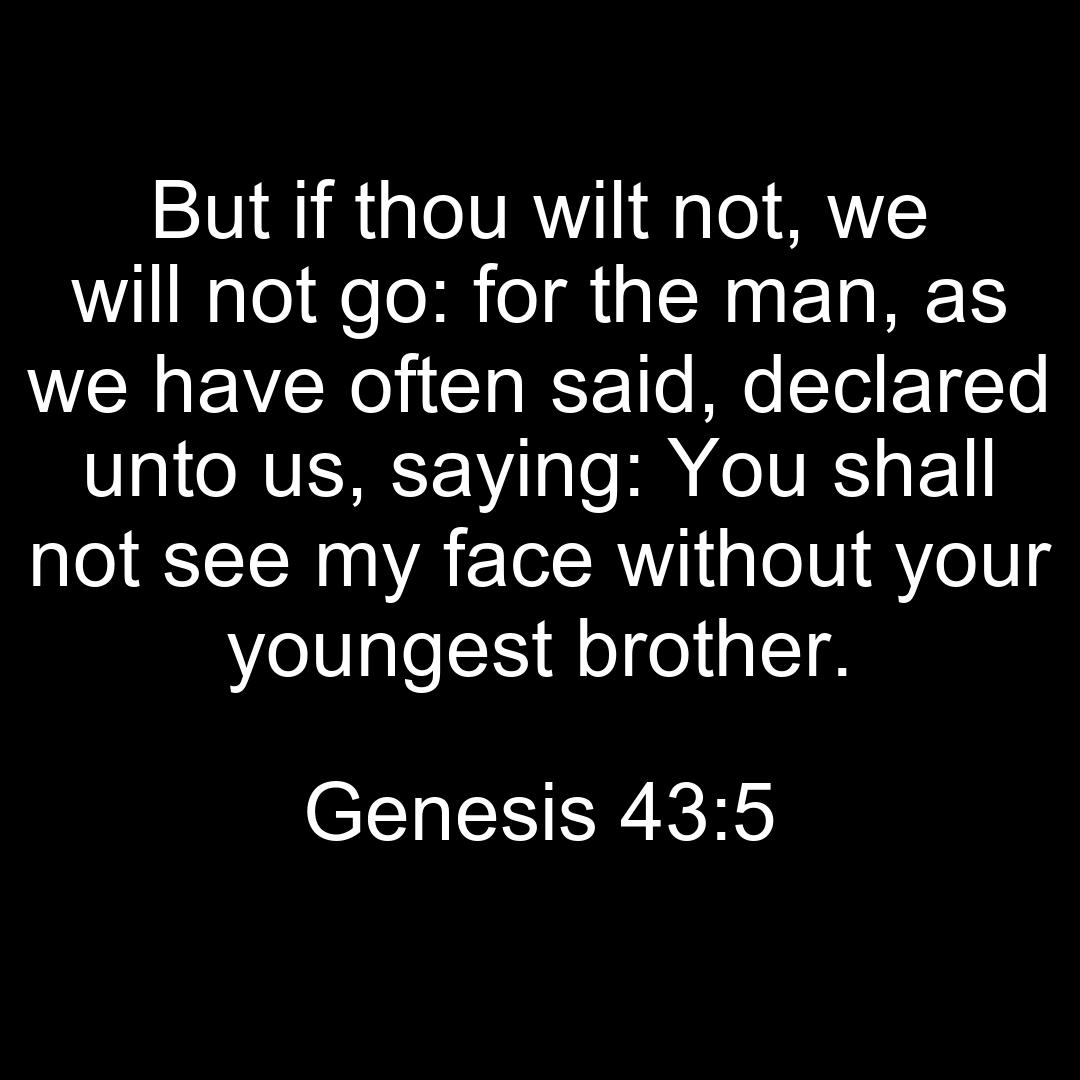 But if thou wilt not, we
will not go: for the man, as
we have often said, declared
unto us, saying: You shall
not see my face without your
youngest brother.
Genesis 43:5